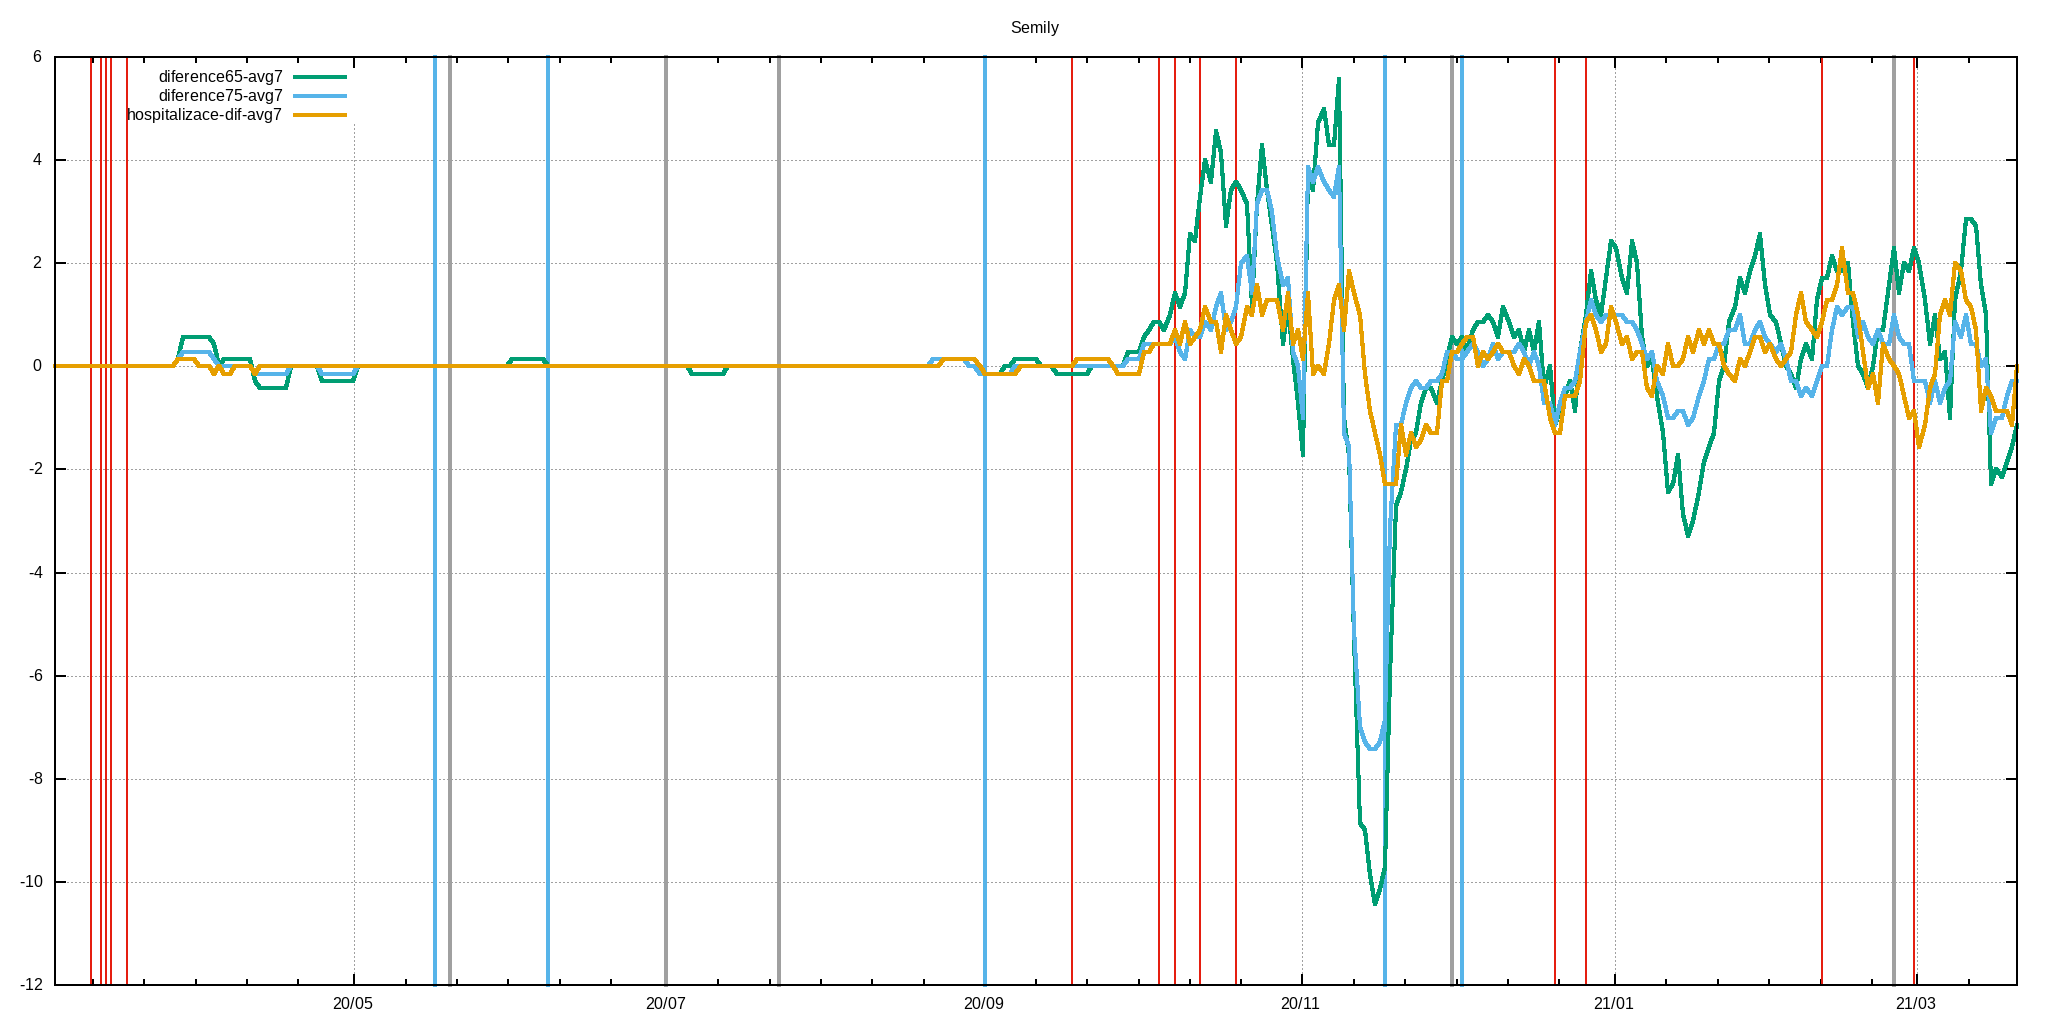 Semily
6
diference65-avg7
diference75-avg7
hospitalizace-dif-avg7
4
2
0
-2
-4
-6
-8
-10
-12
20/05 20/07 20/09 20/11 21/01 21/03